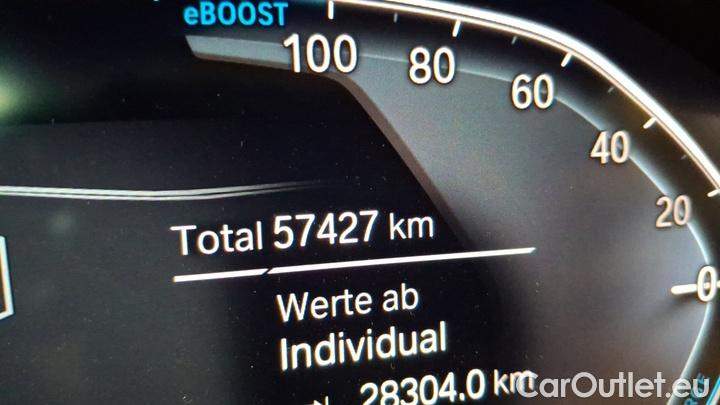 eBOOST
100
80
60
40
20
0
Total 57427 km
Werte ab
Individual
28304.0 km
CarOutlet.eu